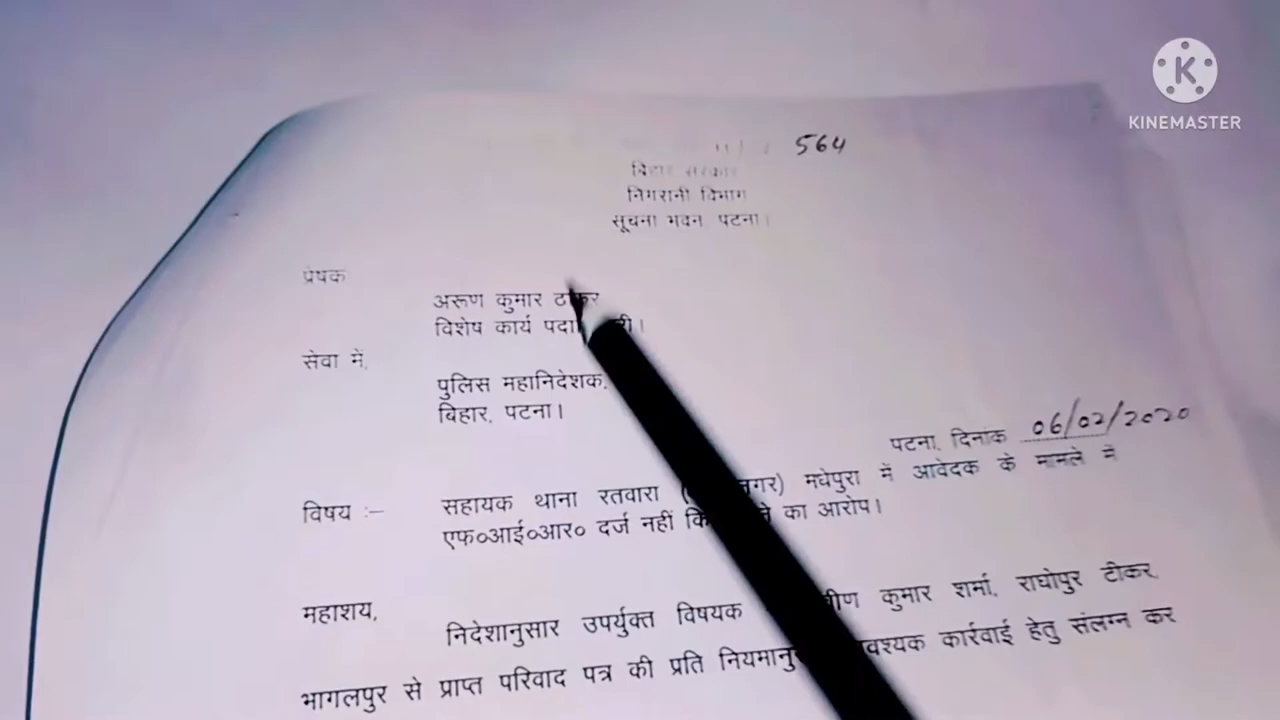 KINEMASTER
564
बिहार सरकार
निगरानी विभाग
सूचना भवन पटना।
प्रेषक
अरूण कुमार
विशेष कार्य
सेवा में,
पुलिस महानिदेशक,
बिहार, पटना।
पटना, दिनांक 06/02/2020
विषय :– सहायक थाना रतवारा मधेपुरा में आवेदक के मामले में
एफ०आई०आर० दर्ज नहीं का आरोप।
महाशय,
निदेशानुसार उपर्युक्त विषयक कुमार शर्मा, राघोपुर टीकर,
भागलपुर से प्राप्त परिवाद पत्र की प्रति कार्रवाई हेतु संलग्न कर